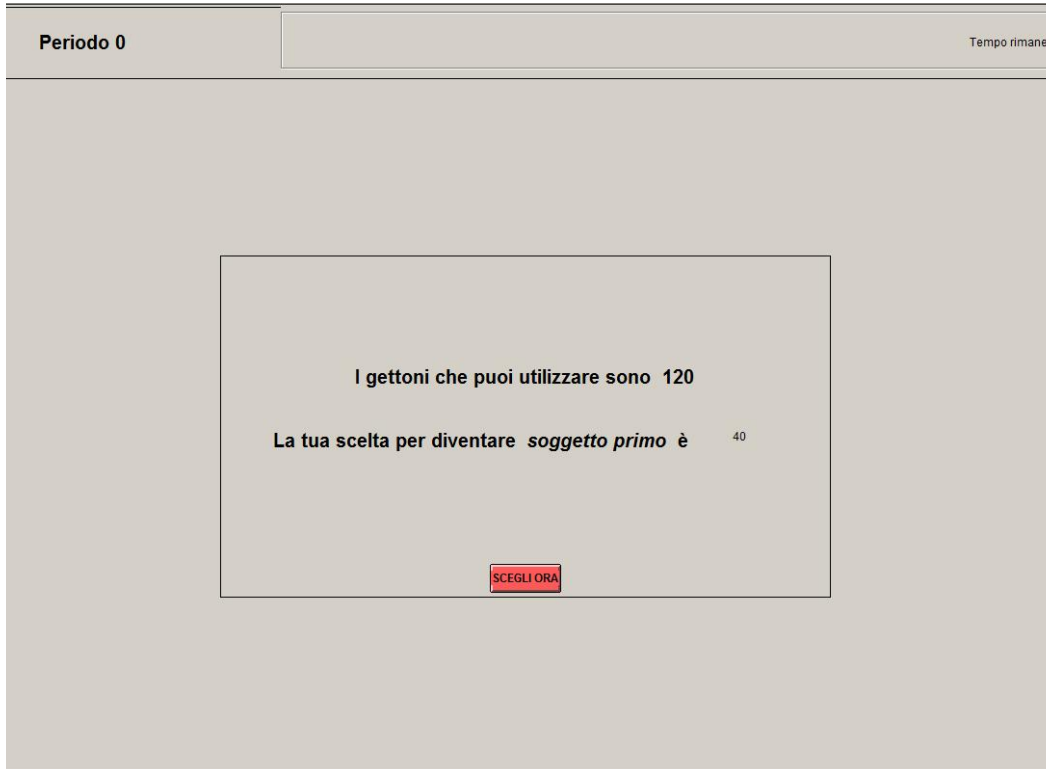 Periodo 0
Tempo rimane
I gettoni che puoi utilizzare sono 120
La tua scelta per diventare soggetto primo è 40
SCEGLI ORA